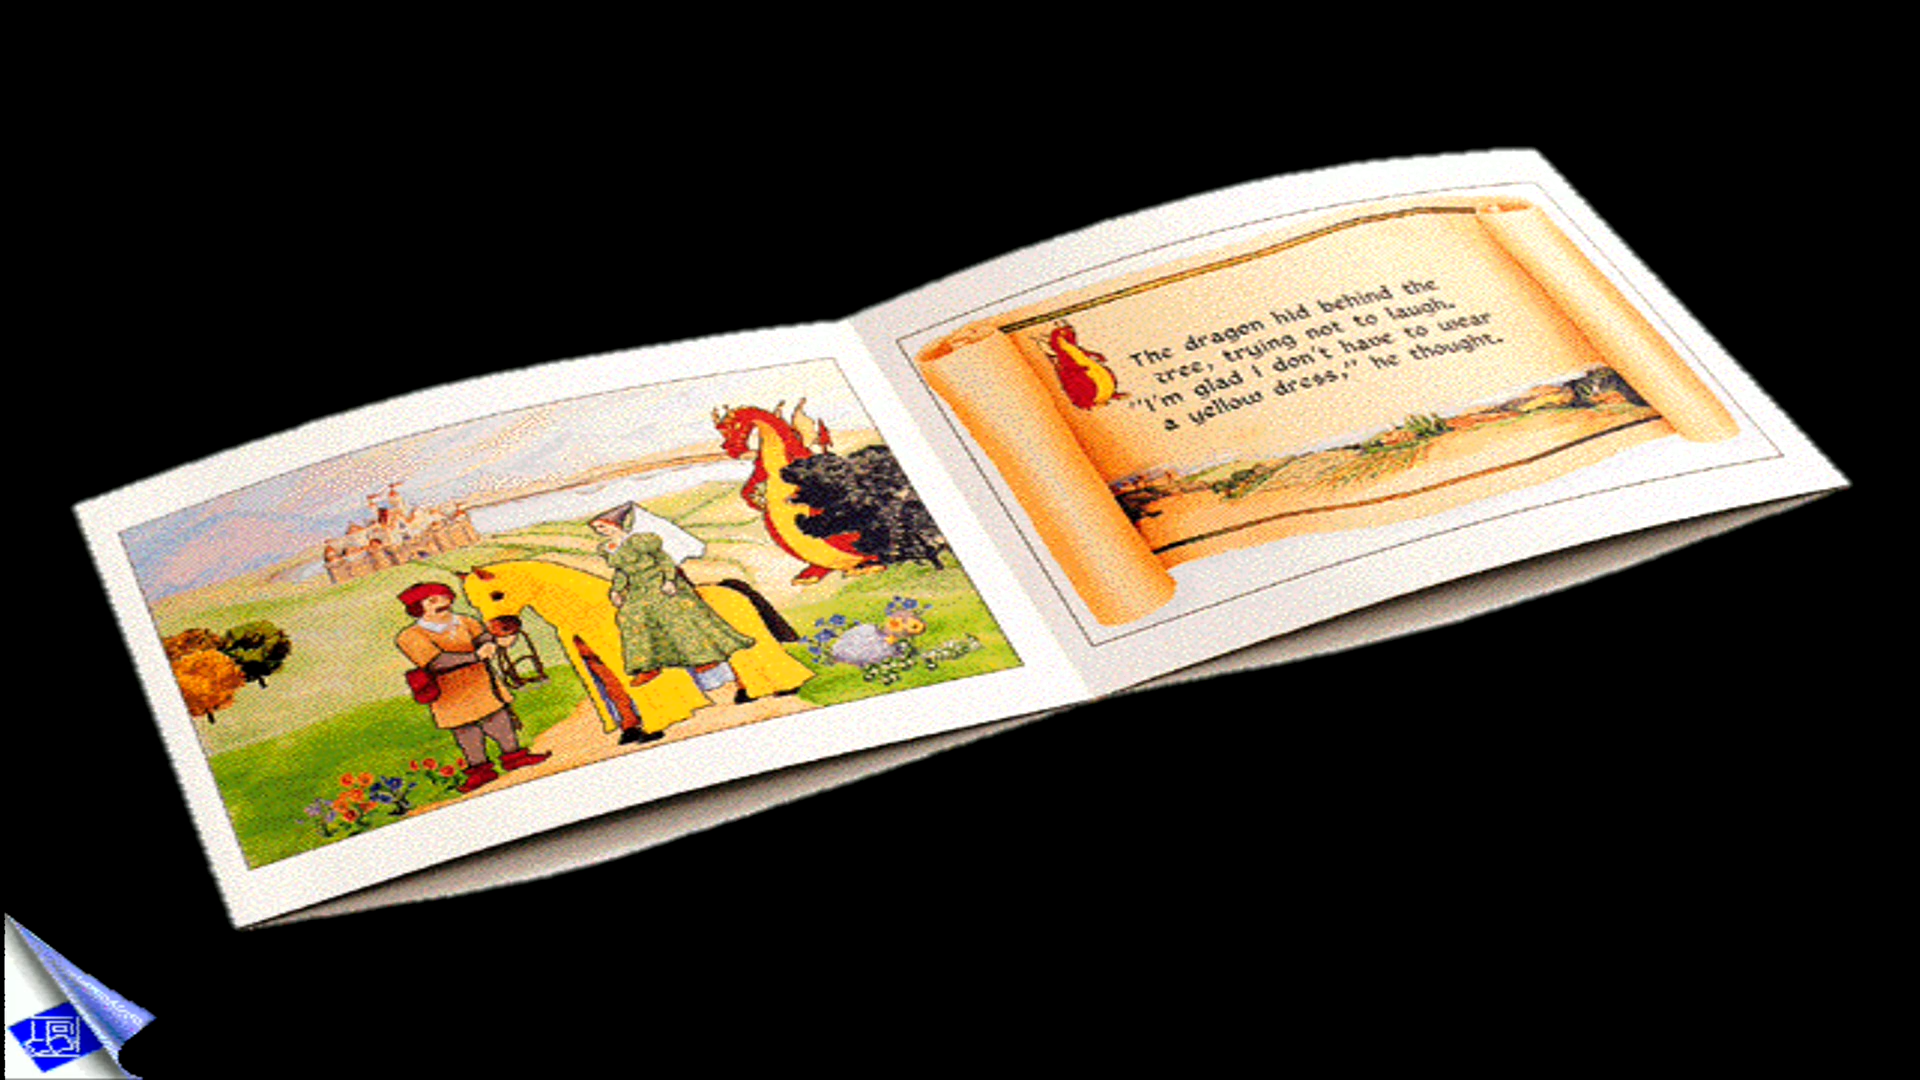 The dragon hid behind the
tree, trying not to laugh.
"I'm glad I don't have to wear
a yellow dress," he thought.